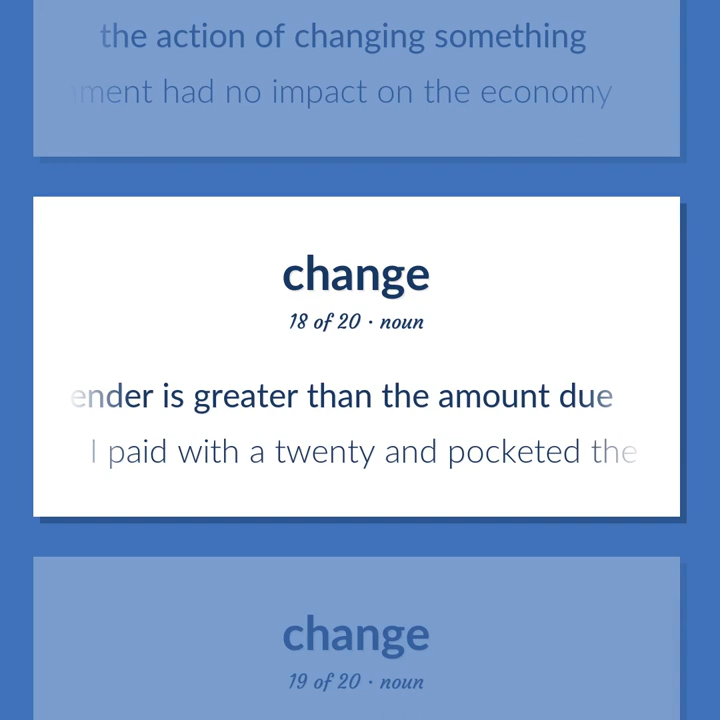 the action of changing something
ment had no impact on the economy
change
18 of 20 · noun
ender is greater than the amount due
I paid with a twenty and pocketed the
change
19 of 20 · noun